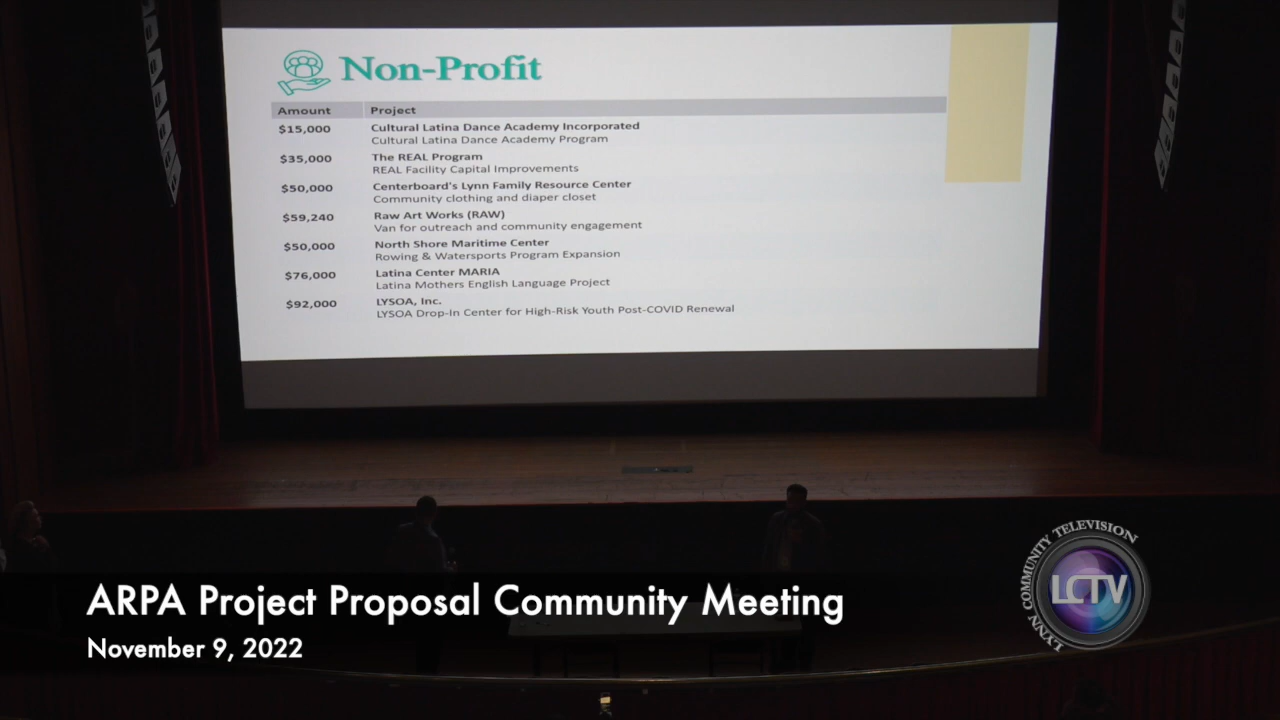 Non-Profit
Amount Project
$15,000 Cultural Latina Dance Academy Incorporated
Cultural Latina Dance Academy Program
$35,000 The REAL Program
REAL Facility Capital Improvements
$50,000 Centerboard's Lynn Family Resource Center
Community clothing and diaper closet
$59,240 Raw Art Works (RAW)
Van for outreach and community engagement
$50,000 North Shore Maritime Center
Rowing & Watersports Program Expansion
$76,000 Latina Center MARIA
Latina Mothers English Language Project
$92,000 LYSOA, Inc.
LYSOA Drop-In Center for High-Risk Youth Post-COVID Renewal
ARPA Project Proposal Community Meeting
November 9, 2022
LYNN COMMUNITY TELEVISION
LCTV